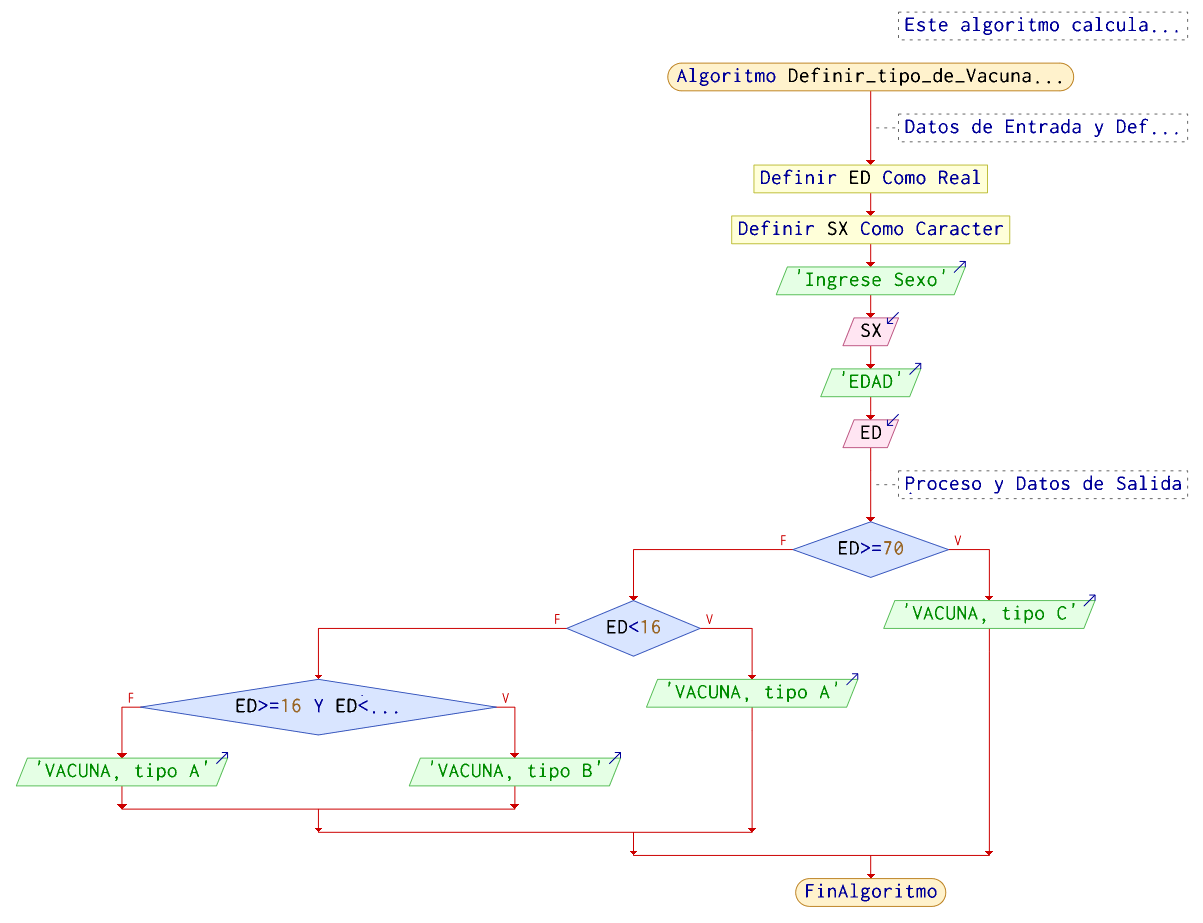 Este algoritmo calcula...
Algoritmo Definir_tipo_de_Vacuna...
Datos de Entrada y Def...
Definir ED Como Real
Definir SX Como Caracter
'Ingrese Sexo'
SX
'EDAD'
ED
Proceso y Datos de Salida
F
ED>=70
V
'VACUNA, tipo C'
F
ED<16
V
'VACUNA, tipo A'
F
ED>=16 Y ED<...
V
'VACUNA, tipo A'
'VACUNA, tipo B'
FinAlgoritmo